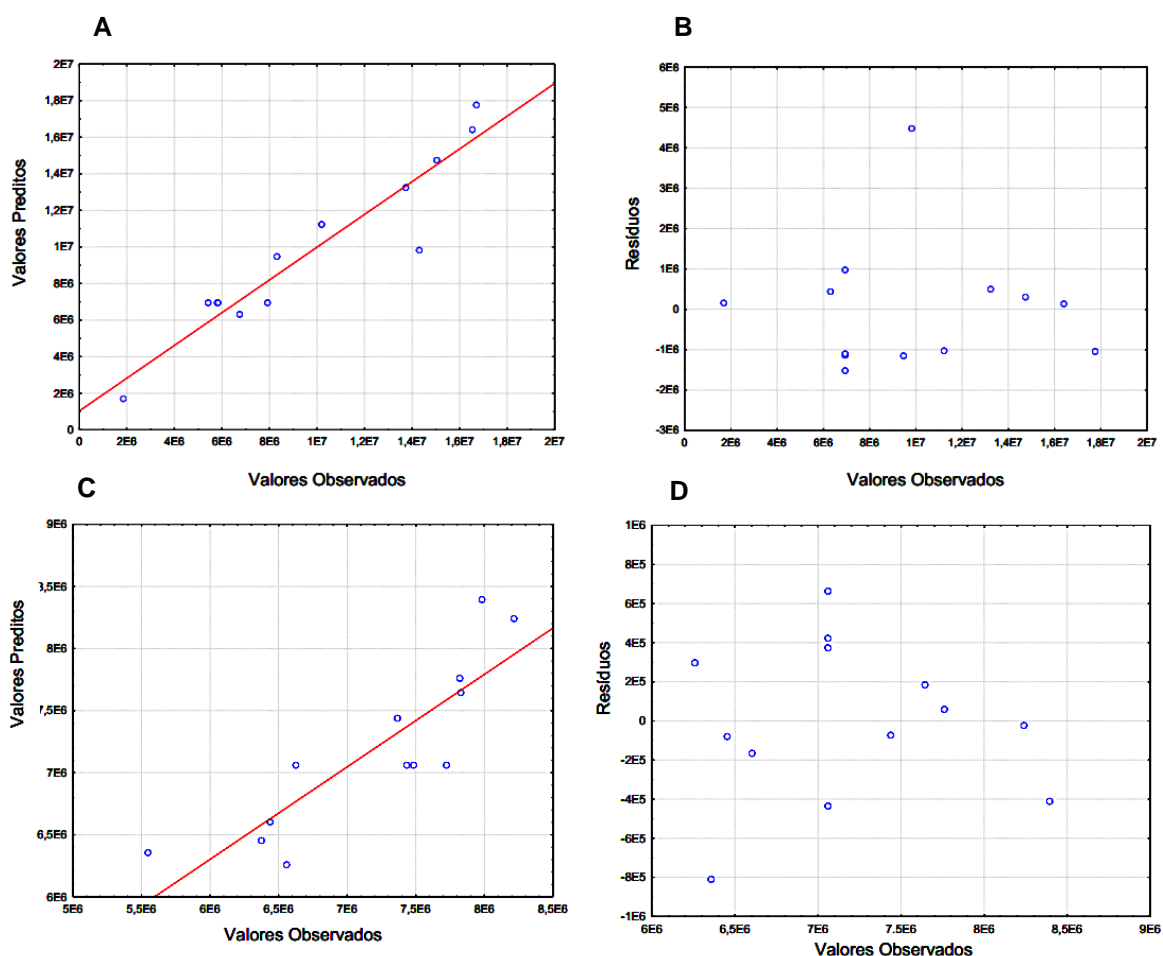 A
2E7
1,8E7
1,6E7
1,4E7
1,2E7
1E7
8E6
6E6
4E6
2E6
0
Valores Preditos
0 2E6 4E6 6E6 8E6 1E7 1,2E7 1,4E7 1,6E7 1,8E7 2E7
Valores Observados
B
6E6
5E6
4E6
3E6
2E6
1E6
0
-1E6
-2E6
-3E6
Resíduos
0 2E6 4E6 6E6 8E6 1E7 1,2E7 1,4E7 1,6E7 1,8E7 2E7
Valores Observados
C
9E6
3,5E6
8E6
7,5E6
7E6
6,5E6
6E6
Valores Preditos
5E6 5,5E6 6E6 6,5E6 7E6 7,5E6 8E6 8,5E6
Valores Observados
D
1E6
8E5
6E5
4E5
2E5
0
-2E5
-4E5
-6E5
-8E5
-1E6
Resíduos
6E6 6,5E6 7E6 7,5E6 8E6 8,5E6 9E6
Valores Observados